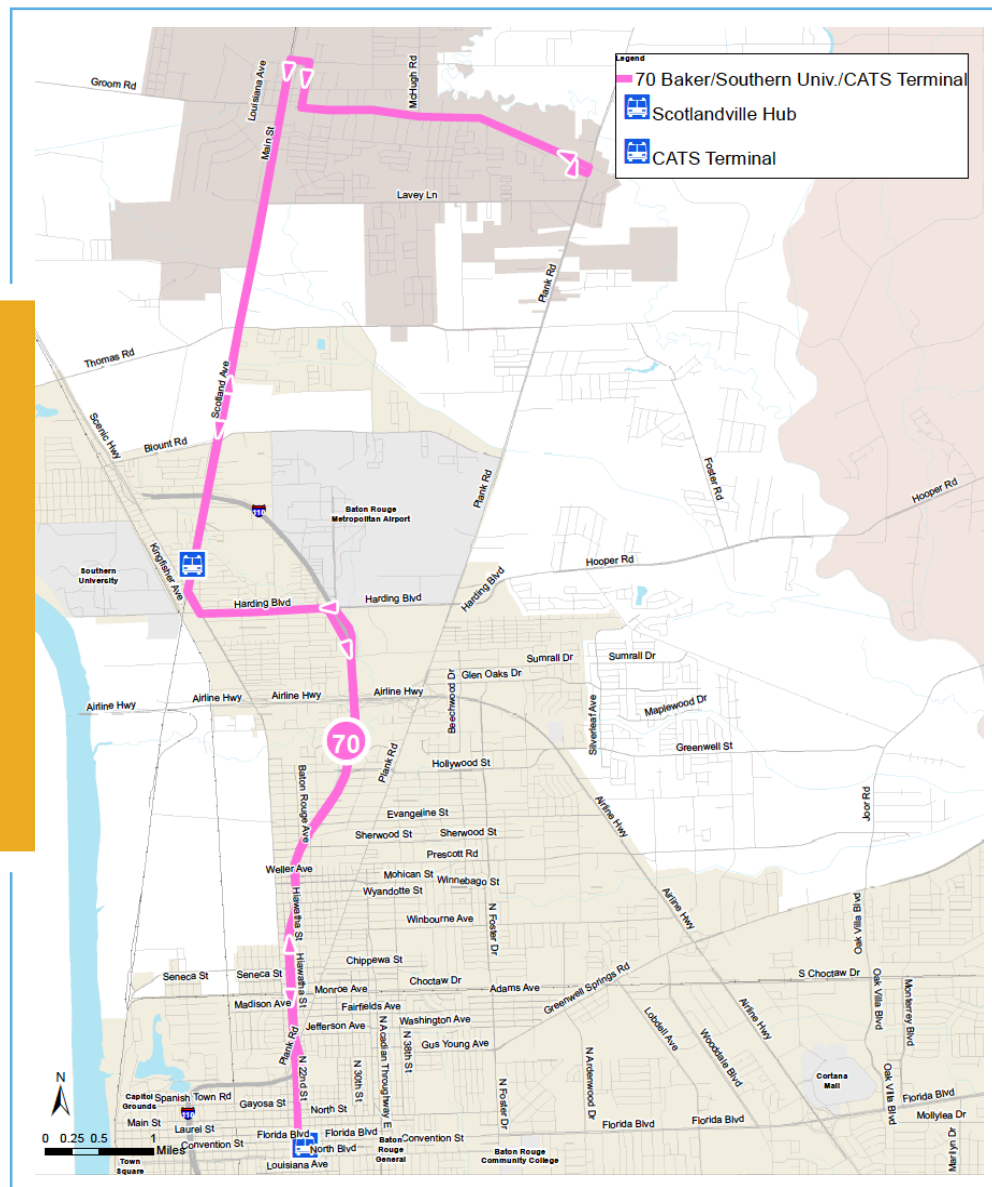 Legend
70 Baker/Southern Univ./CATS Terminal
Scotlandville Hub
CATS Terminal
Groom Rd
Louisiana Ave
McHugh Rd
Main St
Lavey Ln
Plank Rd
Thomas Rd
Scotland Ave
Scenic Hwy
Blount Rd
Plank Rd
Foster Rd
Hooper Rd
110
Baton Rouge
Metropolitan Airport
Kingfisher Ave
Southern
University
Hooper Rd
Harding Blvd
Harding Blvd
Harding Blvd
Sumrall Dr
Sumrall Dr
Glen Oaks Dr
Beechwood Dr
Airline Hwy
Airline Hwy
Airline Hwy
Airline Hwy
Maplewood Dr
Silverleaf Ave
Greenwell St
70
Plank Rd
Hollywood St
Baton Rouge Ave
Joor Rd
Airline Hwy
Evangeline St
Sherwood St
Sherwood St
Prescott Rd
Weller Ave
Mohican St
Winnebago St
Wyandotte St
Hiawatha St
Winbourne Ave
N Foster Dr
Airline Hwy
Oak Villa Blvd
Chippewa St
Seneca St
Seneca St
Hiawatha St
Choctaw Dr
S Choctaw Dr
Monroe Ave
Adams Ave
Greenwell Springs Rd
Oak Villa Blvd
Monterrey Blvd
Madison Ave
Fairfields Ave
Washington Ave
Jefferson Ave
N Acadian Throughway E
N 38th St
Gus Young Ave
Lobdell Ave
Wooddale Blvd
Airline Hwy
Plank Rd
N 22nd St
N 30th St
N Ardenwood Dr
N Foster Dr
Cortana
Mall
Oak Villa Blvd
N
Capitol
Grounds
Spanish Town Rd
110
Gayosa St
North St
Florida Blvd
Mollylea Dr
Main St
Laurel St
Florida Blvd
Florida Blvd
Convention St
Florida Blvd
Florida Blvd
0 0.25 0.5 1
Miles
Convention St
North Blvd
Baton
Rouge
General
Baton Rouge
Community College
Marilyn Dr
Town
Square
Louisiana Ave